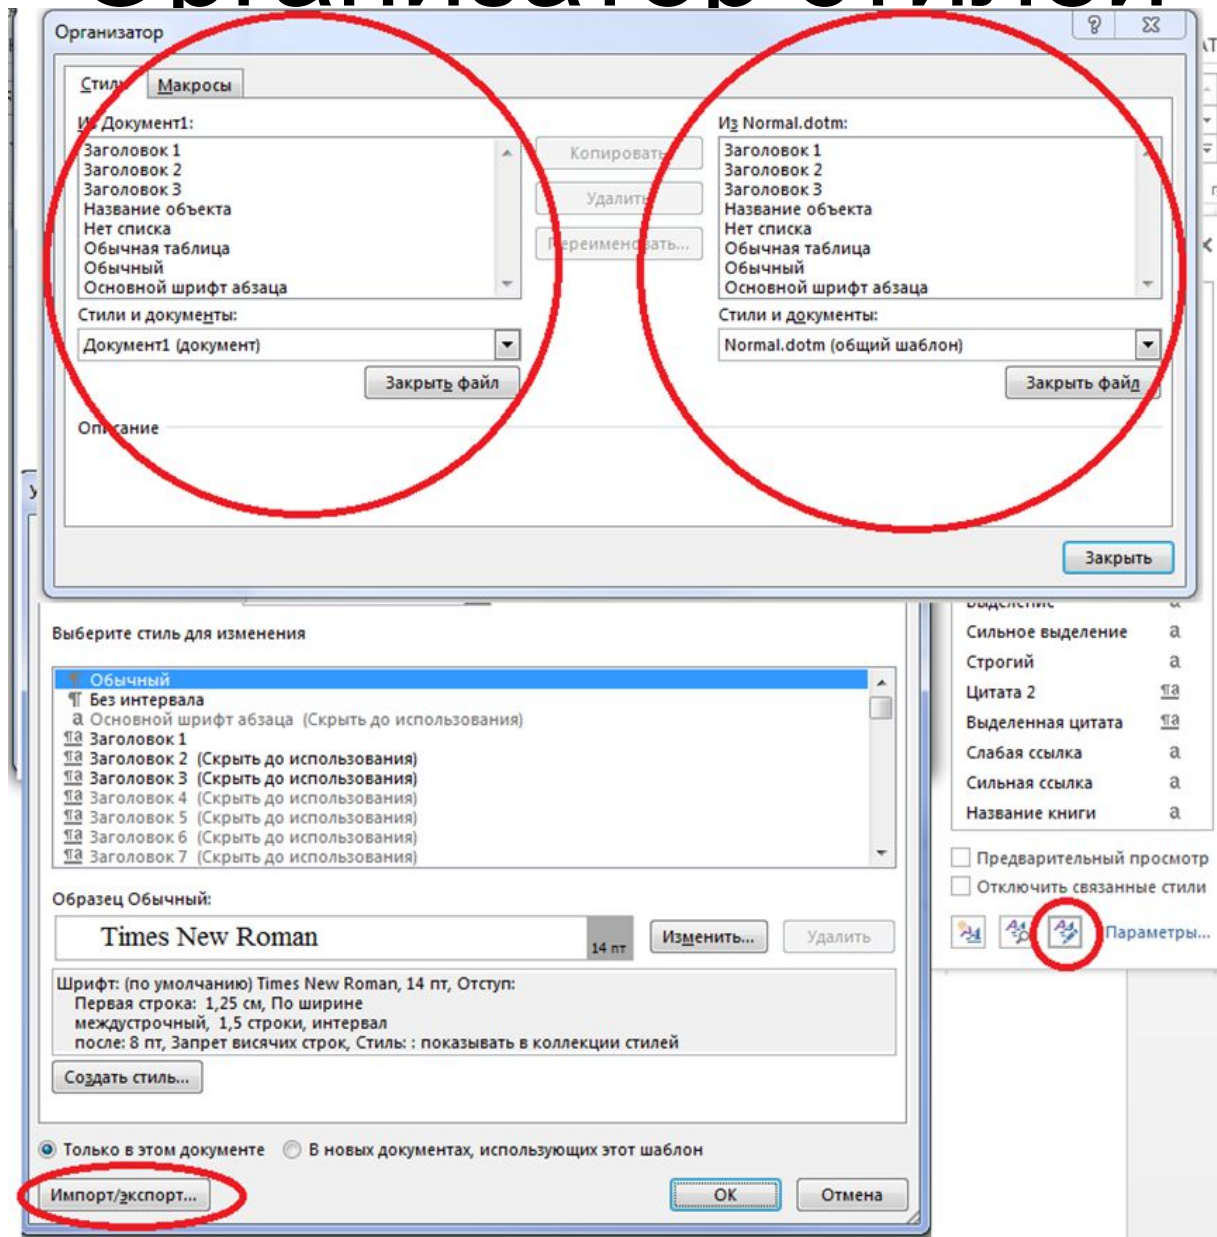 Организатор стилей
Организатор
Стили Макросы
Из Документ1:
Заголовок 1
Заголовок 2
Заголовок 3
Название объекта
Нет списка
Обычная таблица
Обычный
Основной шрифт абзаца
Стили и документы:
Документ1 (документ)
Закрыть файл
Копировать
Удалить
Переименовать...
Из Normal.dotm:
Заголовок 1
Заголовок 2
Заголовок 3
Название объекта
Нет списка
Обычная таблица
Обычный
Основной шрифт абзаца
Стили и документы:
Normal.dotm (общий шаблон)
Закрыть файл
Описание
Закрыть
Выберите стиль для изменения
¶ Обычный
¶ Без интервала
a Основной шрифт абзаца (Скрыть до использования)
¶a Заголовок 1
¶a Заголовок 2 (Скрыть до использования)
¶a Заголовок 3 (Скрыть до использования)
¶a Заголовок 4 (Скрыть до использования)
¶a Заголовок 5 (Скрыть до использования)
¶a Заголовок 6 (Скрыть до использования)
¶a Заголовок 7 (Скрыть до использования)
Образец Обычный:
Times New Roman 14 пт
Изменить... Удалить
Шрифт: (по умолчанию) Times New Roman, 14 пт, Отступ:
Первая строка: 1,25 см, По ширине
междустрочный, 1,5 строки, интервал
после: 8 пт, Запрет висячих строк, Стиль: : показывать в коллекции стилей
Создать стиль...
Только в этом документе В новых документах, использующих этот шаблон
Импорт/экспорт... ОК Отмена
Выделение a
Сильное выделение a
Строгий a
Цитата 2 ¶a
Выделенная цитата ¶a
Слабая ссылка a
Сильная ссылка a
Название книги a
Предварительный просмотр
Отключить связанные стили
Параметры...